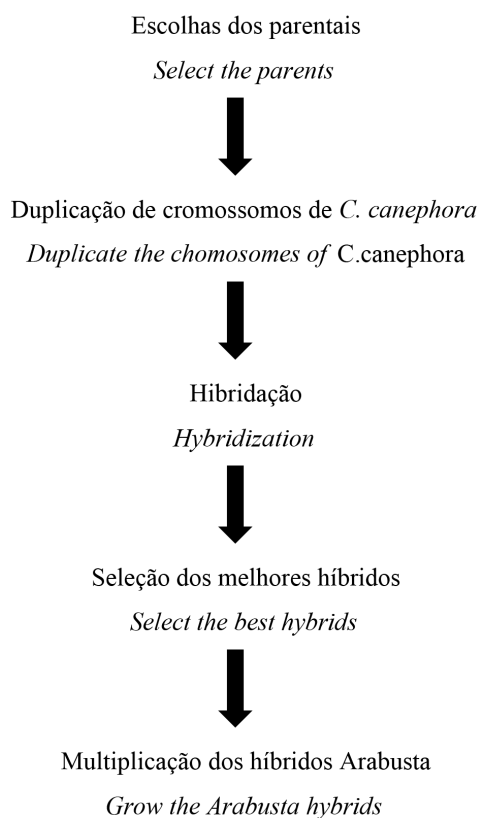 Escolhas dos parentais
Select the parents
Duplicação de cromossomos de C. canephora
Duplicate the chomosomes of C.canephora
Hibridação
Hybridization
Seleção dos melhores híbridos
Select the best hybrids
Multiplicação dos híbridos Arabusta
Grow the Arabusta hybrids